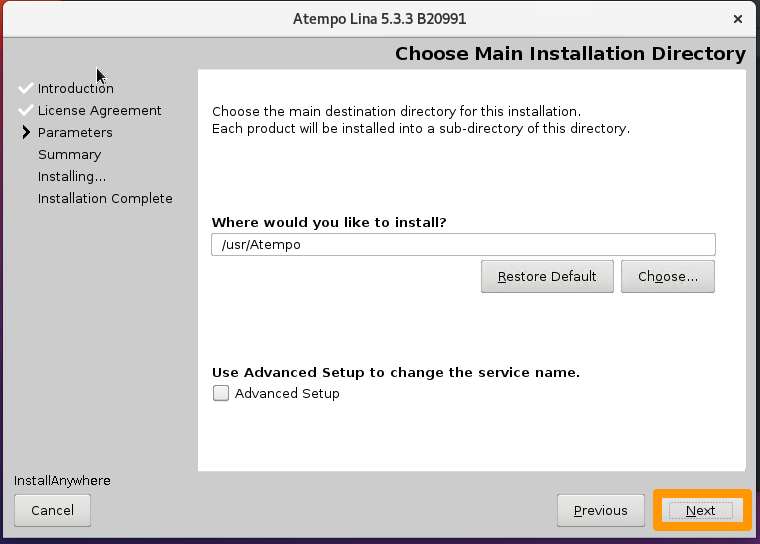 Atempo Lina 5.3.3 B20991
Choose Main Installation Directory
Introduction
License Agreement
Parameters
Summary
Installing...
Installation Complete
Choose the main destination directory for this installation.
Each product will be installed into a sub-directory of this directory.
Where would you like to install?
/usr/Atempo
Restore Default
Choose...
Use Advanced Setup to change the service name.
Advanced Setup
InstallAnywhere
Cancel
Previous
Next